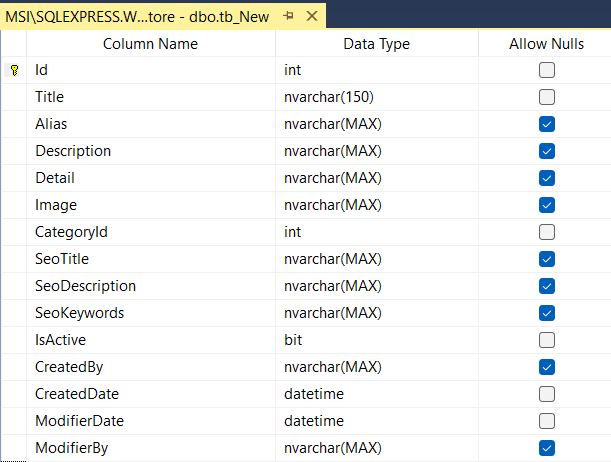 MSI\SQLEXPRESS.W...tore - dbo.tb_New
Column Name Data Type Allow Nulls
Id int
Title nvarchar(150)
Alias nvarchar(MAX)
Description nvarchar(MAX)
Detail nvarchar(MAX)
Image nvarchar(MAX)
CategoryId int
SeoTitle nvarchar(MAX)
SeoDescription nvarchar(MAX)
SeoKeywords nvarchar(MAX)
IsActive bit
CreatedBy nvarchar(MAX)
CreatedDate datetime
ModifierDate datetime
ModifierBy nvarchar(MAX)